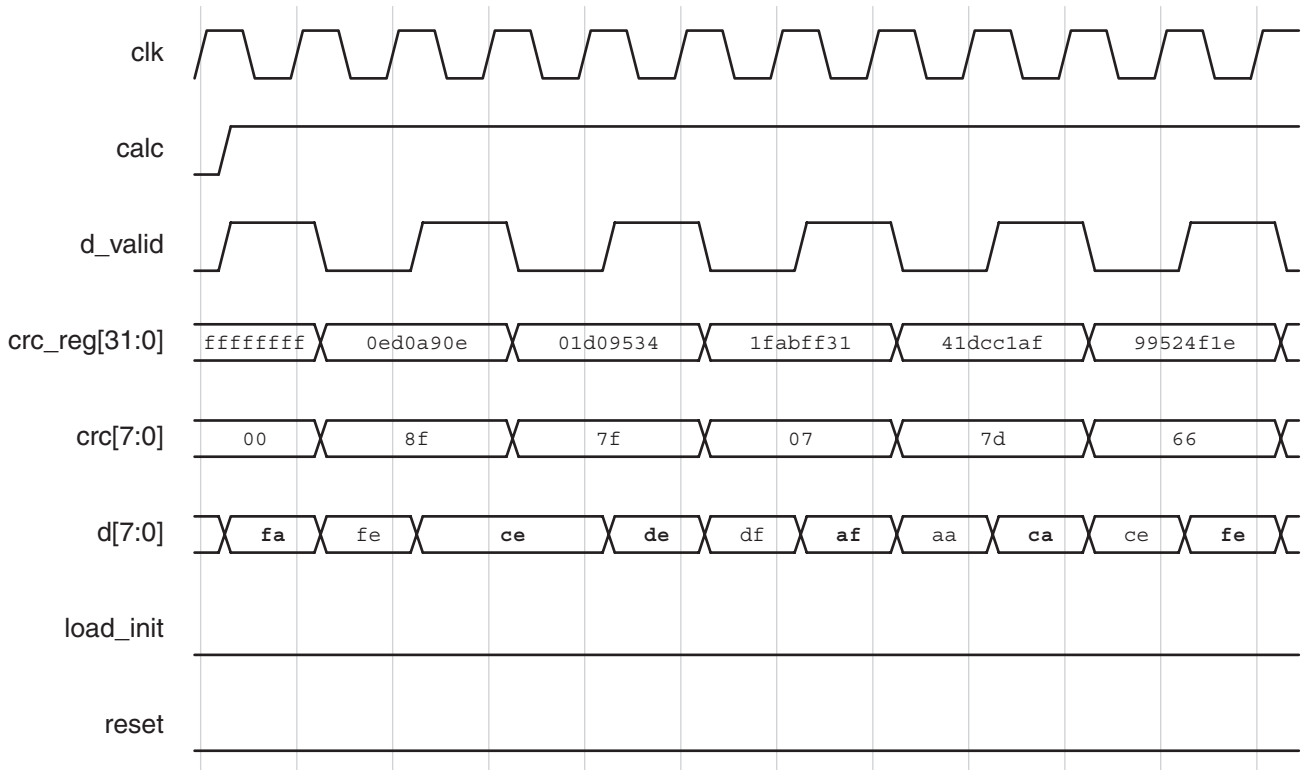 clk
calc
d_valid
crc_reg[31:0] ffffffff 0ed0a90e 01d09534 1fabff31 41dcc1af 99524f1e
crc[7:0] 00 8f 7f 07 7d 66
d[7:0] fa fe ce de df af aa ca ce fe
load_init
reset